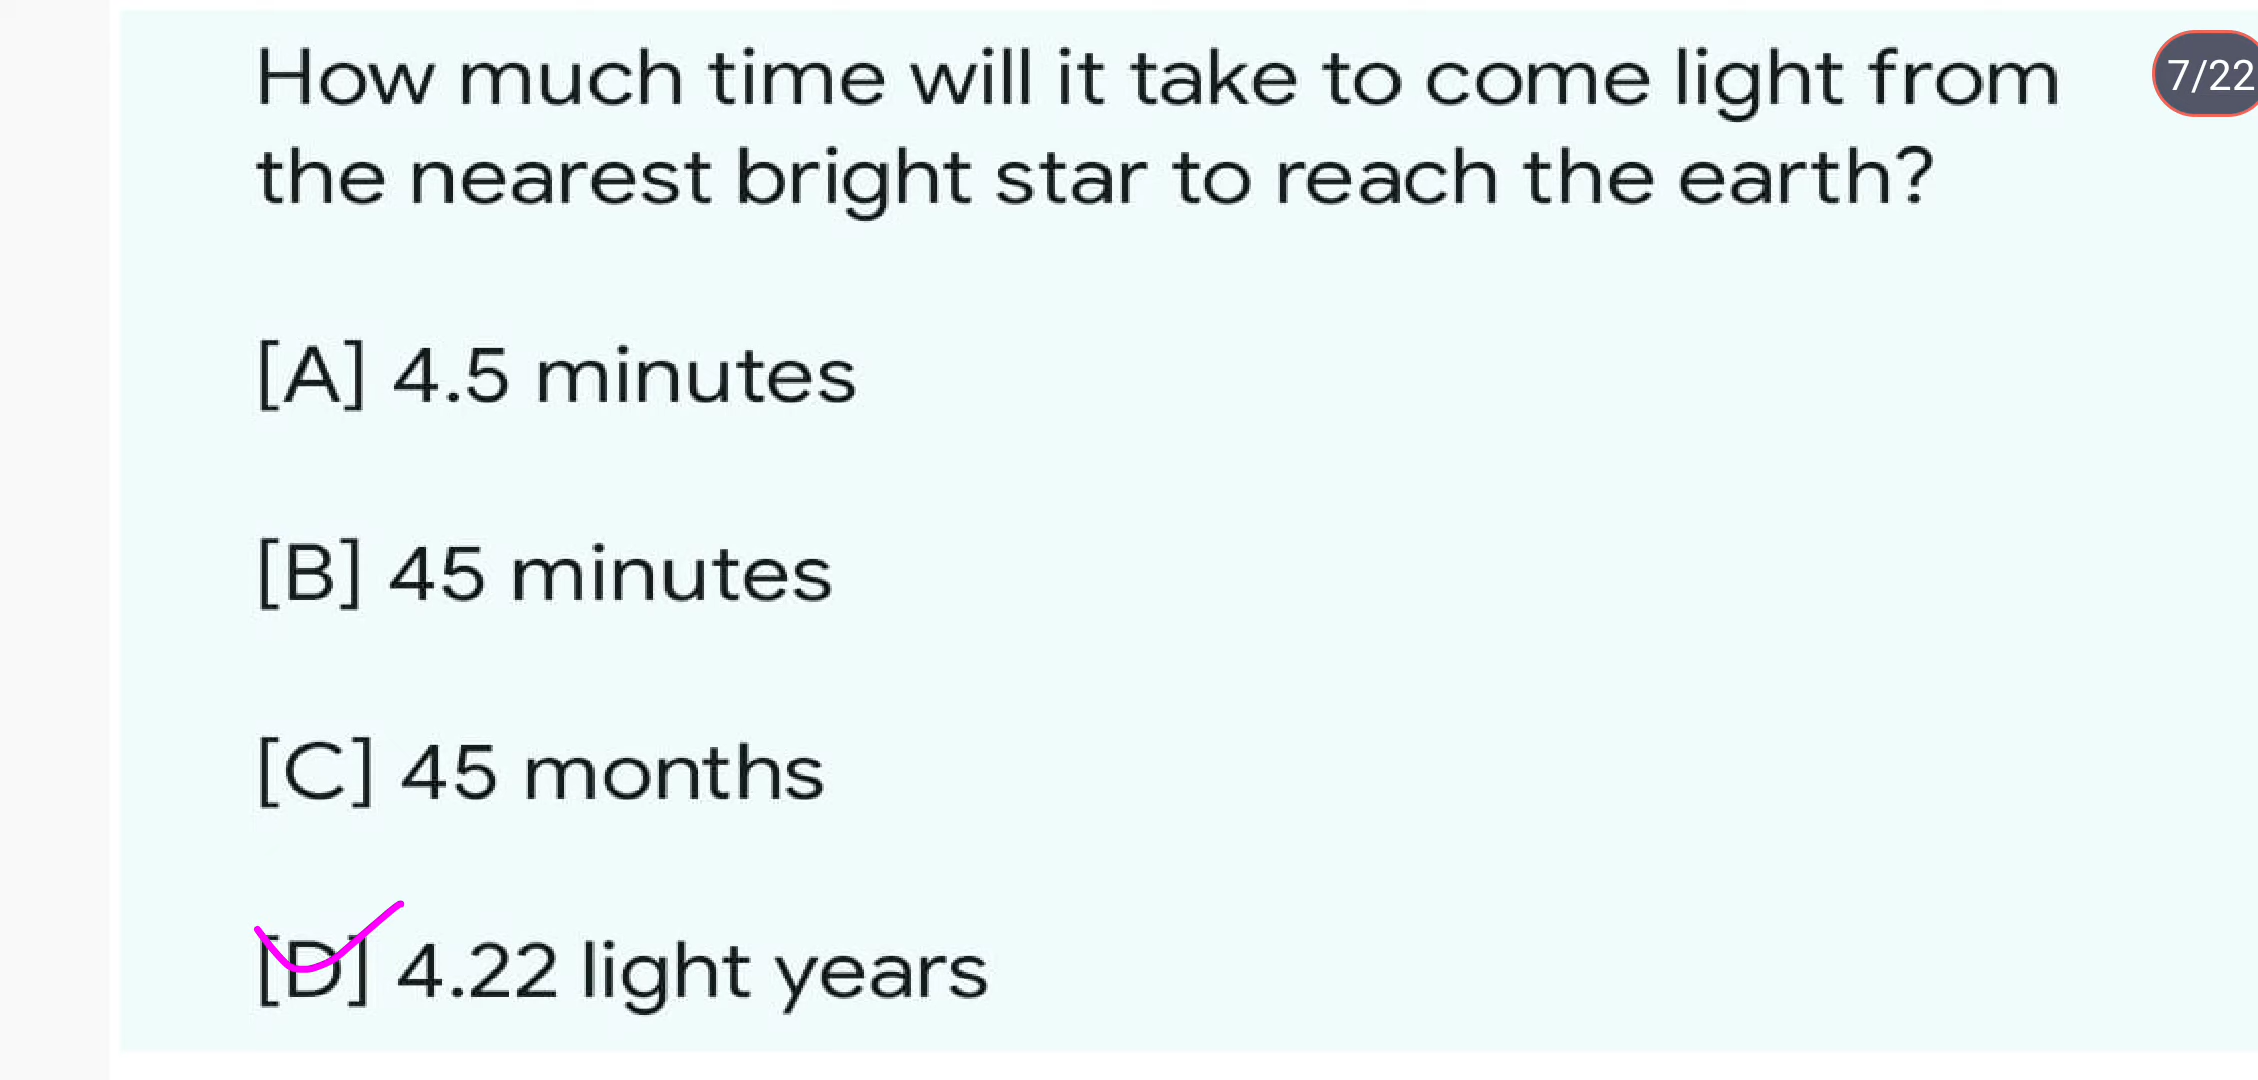 How much time will it take to come light from
7/22
the nearest bright star to reach the earth?
[A] 4.5 minutes
[B] 45 minutes
[C] 45 months
[D] 4.22 light years